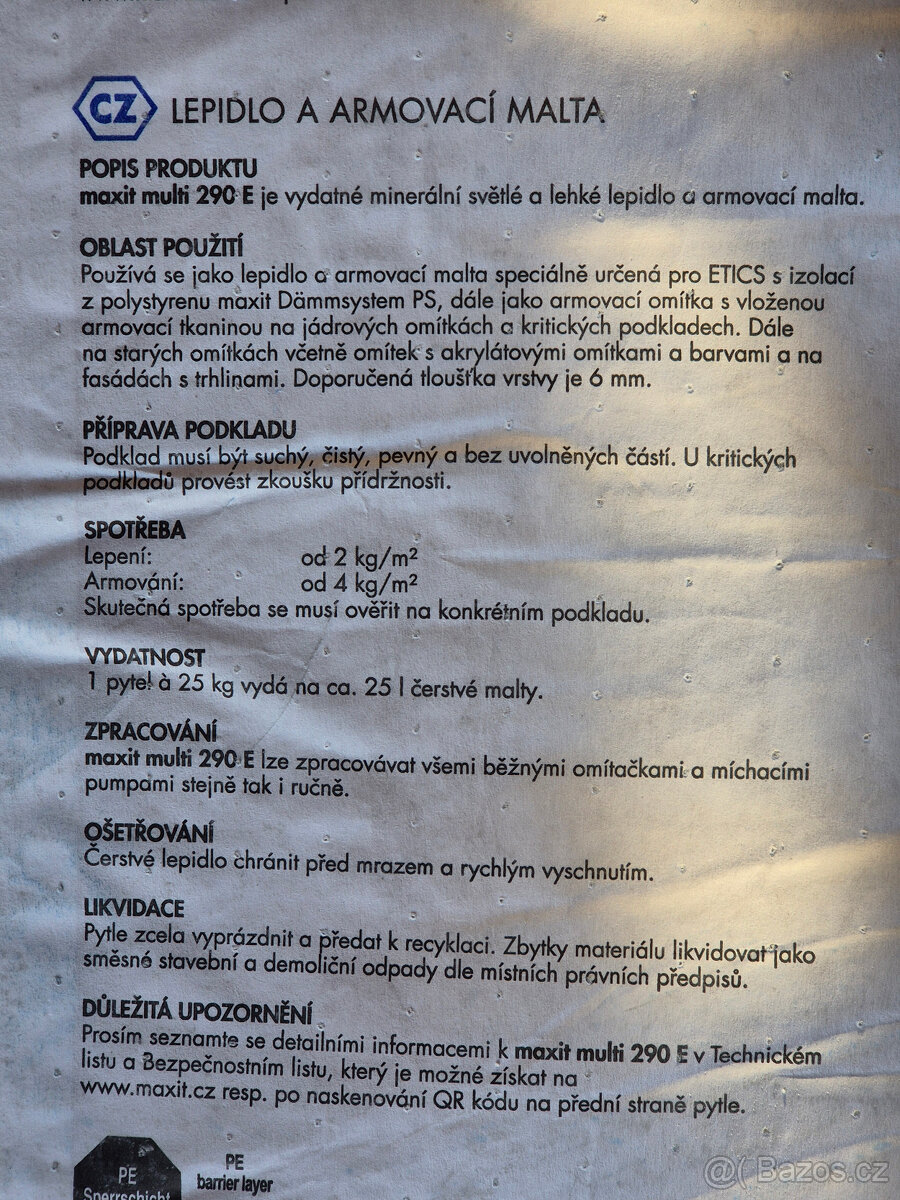 CZ LEPIDLO A ARMOVACÍ MALTA
POPIS PRODUKTU
maxit multi 290 E je vydatné minerální světlé a lehké lepidlo a armovací malta.
OBLAST POUŽITÍ
Používá se jako lepidlo a armovací malta speciálně určená pro ETICS s izolací
z polystyrenu maxit Dämmsystem PS, dále jako armovací omítka s vloženou
armovací tkaninou na jádrových omítkách a kritických podkladech. Dále
na starých omítkách včetně omítek s akrylátovými omítkami a barvami a na
fasádách s trhlinami. Doporučená tloušťka vrstvy je 6 mm.
PŘÍPRAVA PODKLADU
Podklad musí být suchý, čistý, pevný a bez uvolněných částí. U kritických
podkladů provést zkoušku přídržnosti.
SPOTŘEBA
Lepení: od 2 kg/m²
Armování: od 4 kg/m²
Skutečná spotřeba se musí ověřit na konkrétním podkladu.
VYDATNOST
1 pytel à 25 kg vydá na ca. 25 l čerstvé malty.
ZPRACOVÁNÍ
maxit multi 290 E lze zpracovávat všemi běžnými omítačkami a míchacími
pumpami stejně tak i ručně.
OŠETŘOVÁNÍ
Čerstvé lepidlo chránit před mrazem a rychlým vyschnutím.
LIKVIDACE
Pytle zcela vyprázdnit a předat k recyklaci. Zbytky materiálu likvidovat jako
směsné stavební a demoliční odpady dle místních právních předpisů.
DŮLEŽITÁ UPOZORNĚNÍ
Prosím seznamte se detailními informacemi k maxit multi 290 E v Technickém
listu a Bezpečnostním listu, který je možné získat na
www.maxit.cz resp. po naskenování QR kódu na přední straně pytle.
PE
Sperrschicht
PE
barrier layer
@( Bazos.cz